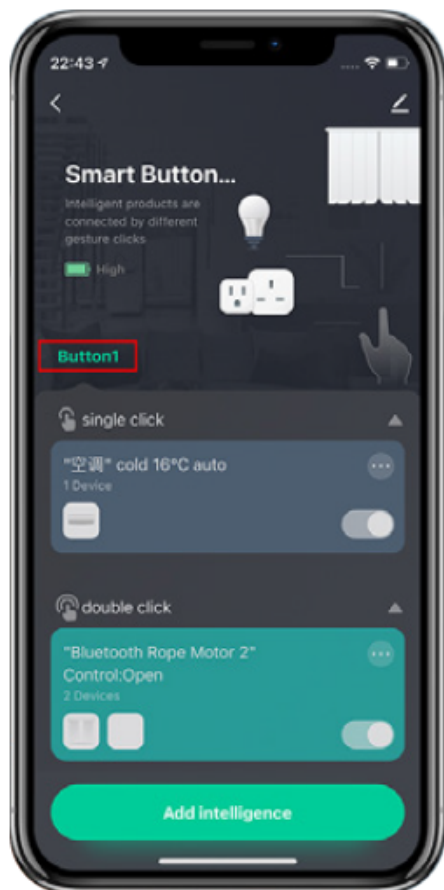 22:43
Smart Button...
Intelligent products are
connected by different
gesture clicks
High
Button1
single click
"空调" cold 16°C auto
1 Device
double click
"Bluetooth Rope Motor 2"
Control:Open
2 Devices
Add intelligence